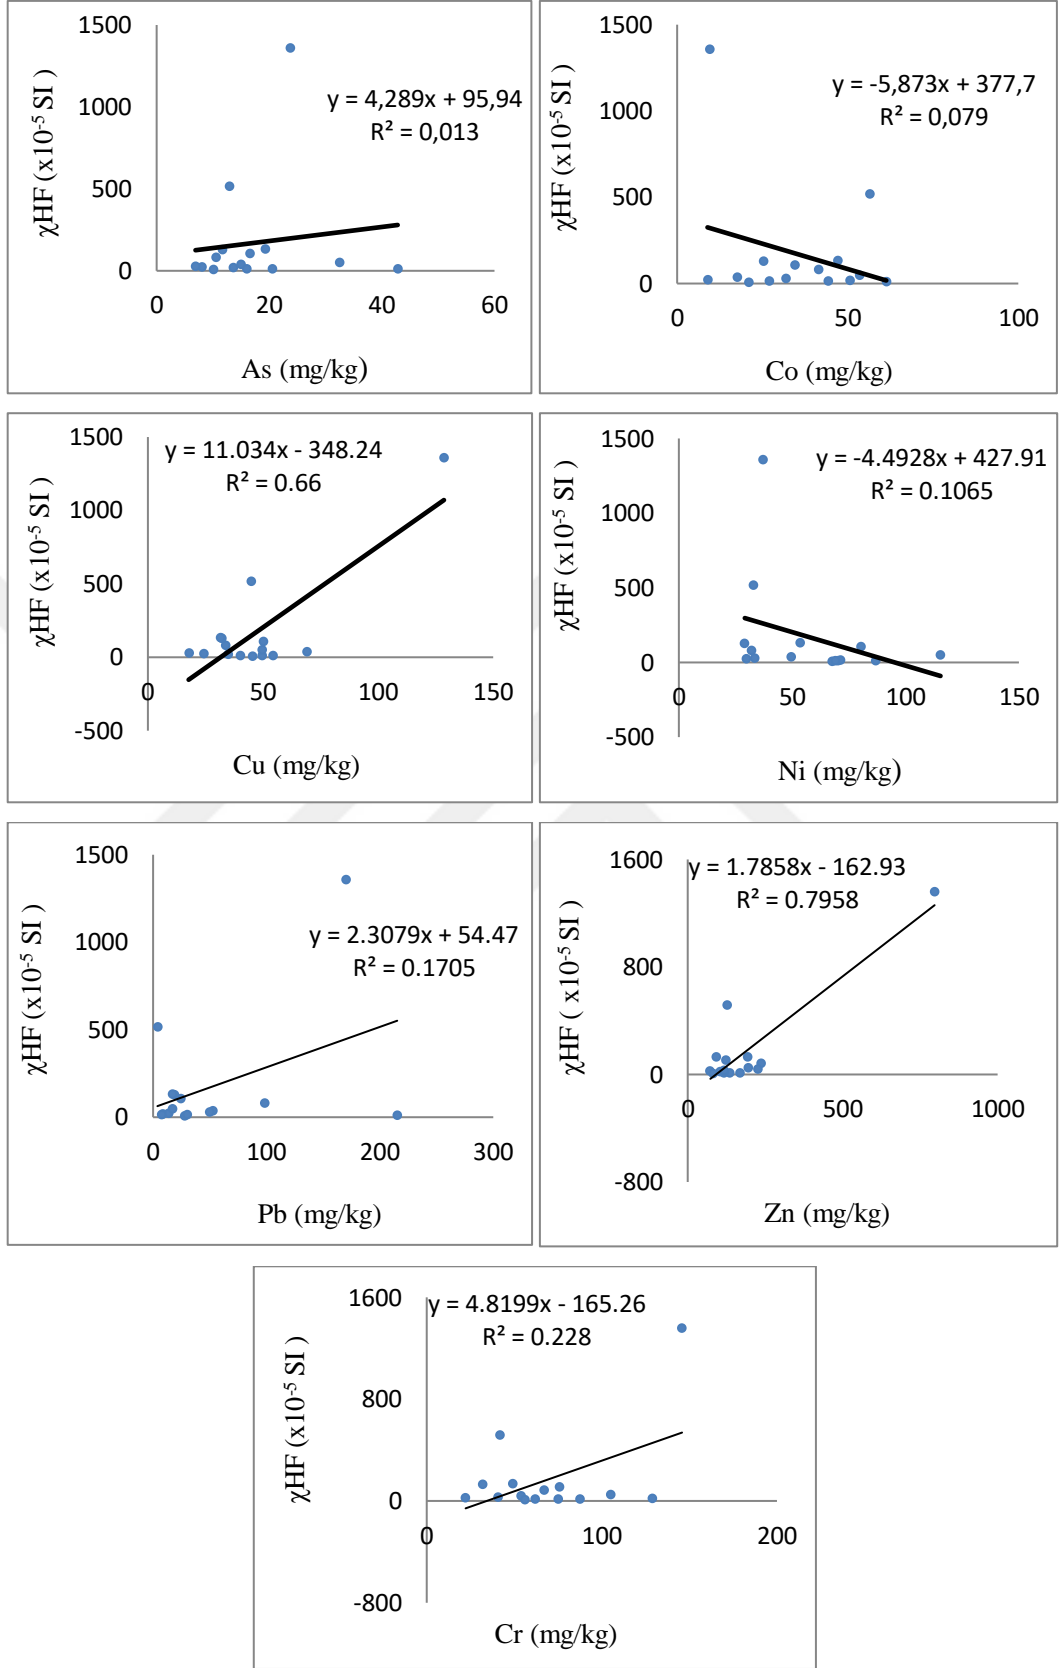 1500
1000
500
0
0
20
40
60
y = 4,289x + 95,94
R² = 0,013
χHF (x10⁻⁵ SI )
As (mg/kg)
1500
1000
500
0
0
50
100
y = -5,873x + 377,7
R² = 0,079
χHF (x10⁻⁵ SI )
Co (mg/kg)
1500
1000
500
0
-500
0
50
100
150
y = 11.034x - 348.24
R² = 0.66
χHF (x10⁻⁵ SI )
Cu (mg/kg)
1500
1000
500
0
-500
0
50
100
150
y = -4.4928x + 427.91
R² = 0.1065
χHF (x10⁻⁵ SI )
Ni (mg/kg)
1500
1000
500
0
0
100
200
300
y = 2.3079x + 54.47
R² = 0.1705
χHF (x10⁻⁵ SI )
Pb (mg/kg)
1600
800
0
-800
0
500
1000
y = 1.7858x - 162.93
R² = 0.7958
χHF ( x10⁻⁵ SI )
Zn (mg/kg)
1600
800
0
-800
0
100
200
y = 4.8199x - 165.26
R² = 0.228
χHF (x10⁻⁵ SI )
Cr (mg/kg)